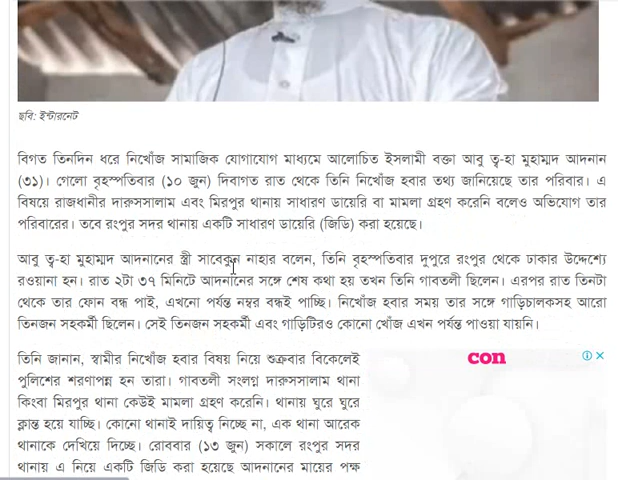 ছবি: ইন্টারনেট
বিগত তিনদিন ধরে নিখোঁজ সামাজিক যোগাযোগ মাধ্যমে আলোচিত ইসলামী বক্তা আবু ত্ব-হা মুহাম্মদ আদনান
(৩১)। গেলো বৃহস্পতিবার (১০ জুন) দিবাগত রাত থেকে তিনি নিখোঁজ হবার তথ্য জানিয়েছে তার পরিবার। এ
বিষয়ে রাজধানীর দারুসসালাম এবং মিরপুর থানায় সাধারণ ডায়েরি বা মামলা গ্রহণ করেনি বলেও অভিযোগ তার
পরিবারের। তবে রংপুর সদর থানায় একটি সাধারণ ডায়েরি (জিডি) করা হয়েছে।
আবু ত্ব-হা মুহাম্মদ আদনানের স্ত্রী সাবেকুন নাহার বলেন, তিনি বৃহস্পতিবার দুপুরে রংপুর থেকে ঢাকার উদ্দেশ্যে
রওয়ানা হন। রাত ২টা ৩৭ মিনিটে আদনানের সঙ্গে শেষ কথা হয় তখন তিনি গাবতলী ছিলেন। এরপর রাত তিনটা
থেকে তার ফোন বন্ধ পাই, এখনো পর্যন্ত নম্বর বন্ধই পাচ্ছি। নিখোঁজ হবার সময় তার সঙ্গে গাড়িচালকসহ আরো
তিনজন সহকর্মী ছিলেন। সেই তিনজন সহকর্মী এবং গাড়িটিরও কোনো খোঁজ এখন পর্যন্ত পাওয়া যায়নি।
তিনি জানান, স্বামীর নিখোঁজ হবার বিষয় নিয়ে শুক্রবার বিকেলেই
পুলিশের শরণাপন্ন হন তারা। গাবতলী সংলগ্ন দারুসসালাম থানা
কিংবা মিরপুর থানা কেউই মামলা গ্রহণ করেনি। থানায় ঘুরে ঘুরে
ক্লান্ত হয়ে যাচ্ছি। কোনো থানাই দায়িত্ব নিচ্ছে না, এক থানা আরেক
থানাকে দেখিয়ে দিচ্ছে। রোববার (১৩ জুন) সকালে রংপুর সদর
থানায় এ নিয়ে একটি জিডি করা হয়েছে আদনানের মায়ের পক্ষ
con